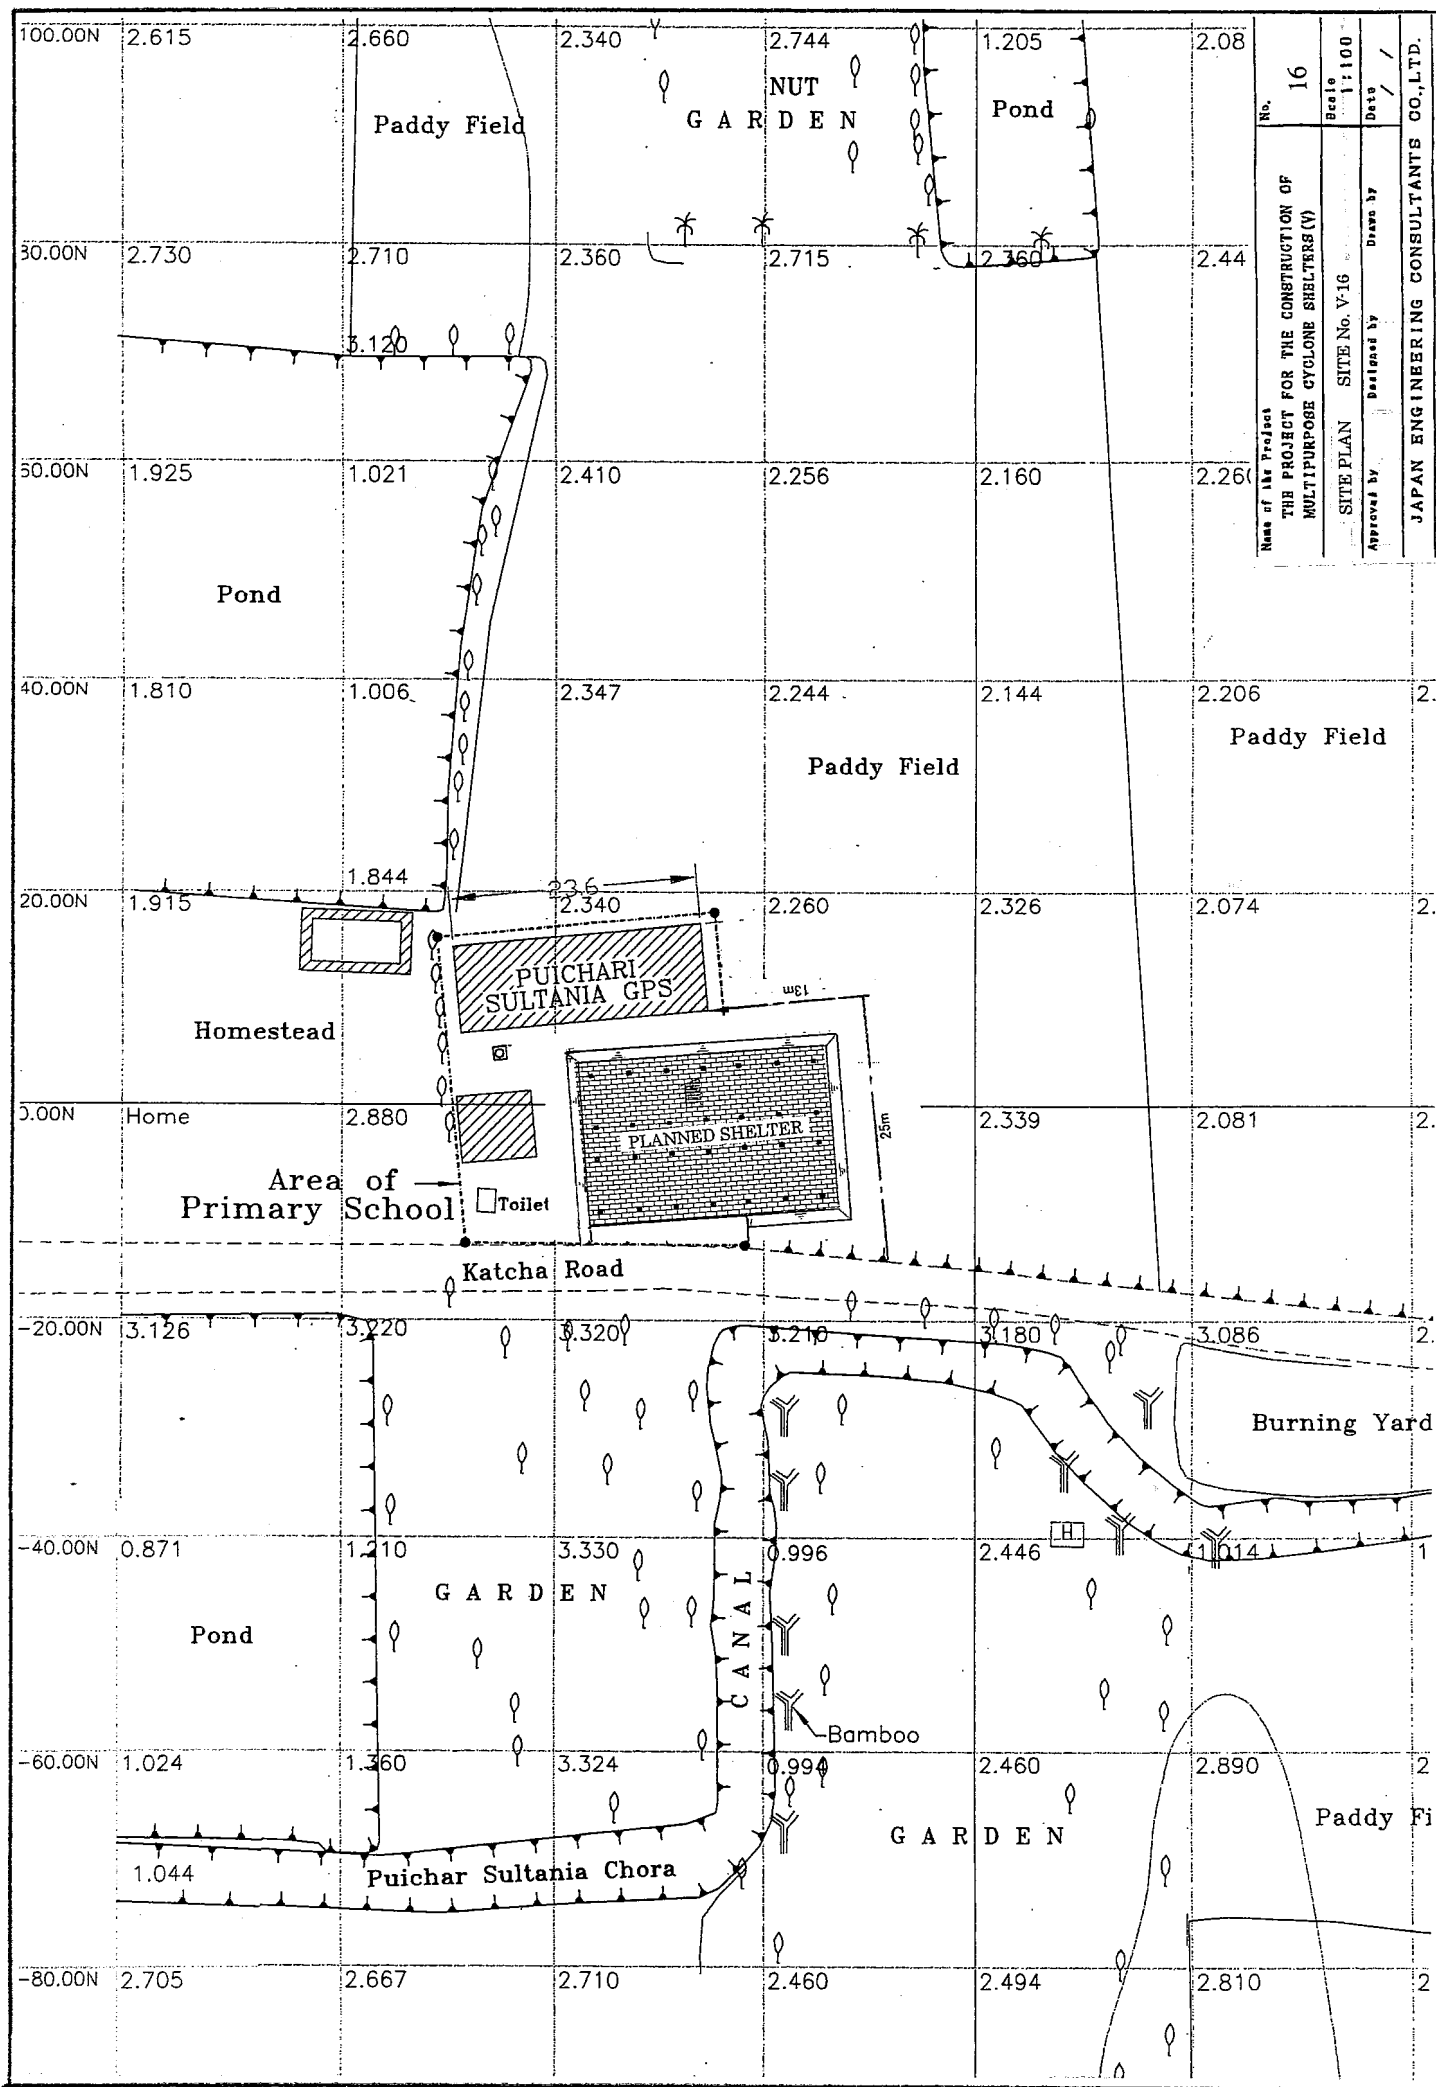 100.00N 2.615 2.660 2.340 2.744 1.205 2.08
NUT
GARDEN
Paddy Field
Pond
2.730 2.710 2.360 2.715 2.360 2.44
3.120
1.925 1.021 2.410 2.256 2.160
Pond
40.00N 1.810 1.006 2.347 2.244 2.144 2.206 2.
Paddy Field
Paddy Field
1.844
23.6
20.00N 1.915 2.340 2.260 2.326 2.074
PUICHARI
SULTANIA GPS
13m
Homestead
0.00N Home 2.880 2.339 2.081 2.
PLANNED SHELTER
25m
Area of
Primary School
Toilet
Katcha Road
-20.00N 3.126 3.220 3.320 3.210 3.180 3.086 2.
Burning Yard
-40.00N 0.871 1.210 3.330 0.996 2.446 1.014 1
H
GARDEN
CANAL
Pond
Bamboo
-60.00N 1.024 1.360 3.324 0.994 2.460 2.890 2
GARDEN
Paddy Fi
1.044
Puichar Sultania Chora
-80.00N 2.705 2.667 2.710 2.460 2.494 2.810 2
Name of the Project
THE PROJECT FOR THE CONSTRUCTION OF
MULTIPURPOSE CYCLONE SHELTERS(V)
No.
16
SITE PLAN SITE No. V-16
Scale
1:100
Approved by Designed by Drawn by Date / /
JAPAN ENGINEERING CONSULTANTS CO.,LTD.